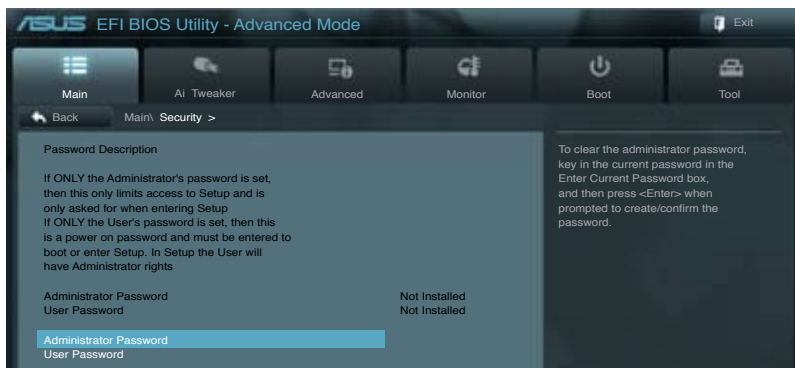 ASUS EFI BIOS Utility - Advanced Mode
Exit
Main
Ai Tweaker
Advanced
Monitor
Boot
Tool
Back
Main\ Security >
Password Description
If ONLY the Administrator's password is set,
then this only limits access to Setup and is
only asked for when entering Setup
If ONLY the User's password is set, then this
is a power on password and must be entered to
boot or enter Setup. In Setup the User will
have Administrator rights
Administrator Password Not Installed
User Password Not Installed
Administrator Password
User Password
To clear the administrator password,
key in the current password in the
Enter Current Password box,
and then press <Enter> when
prompted to create/confirm the
password.